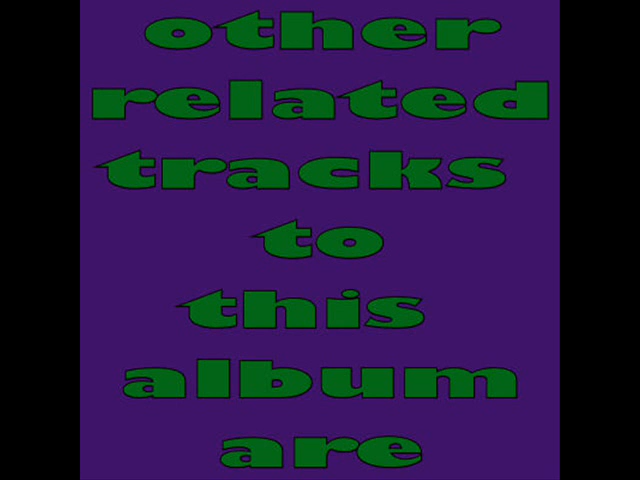 other
related
tracks
to
this
album
are